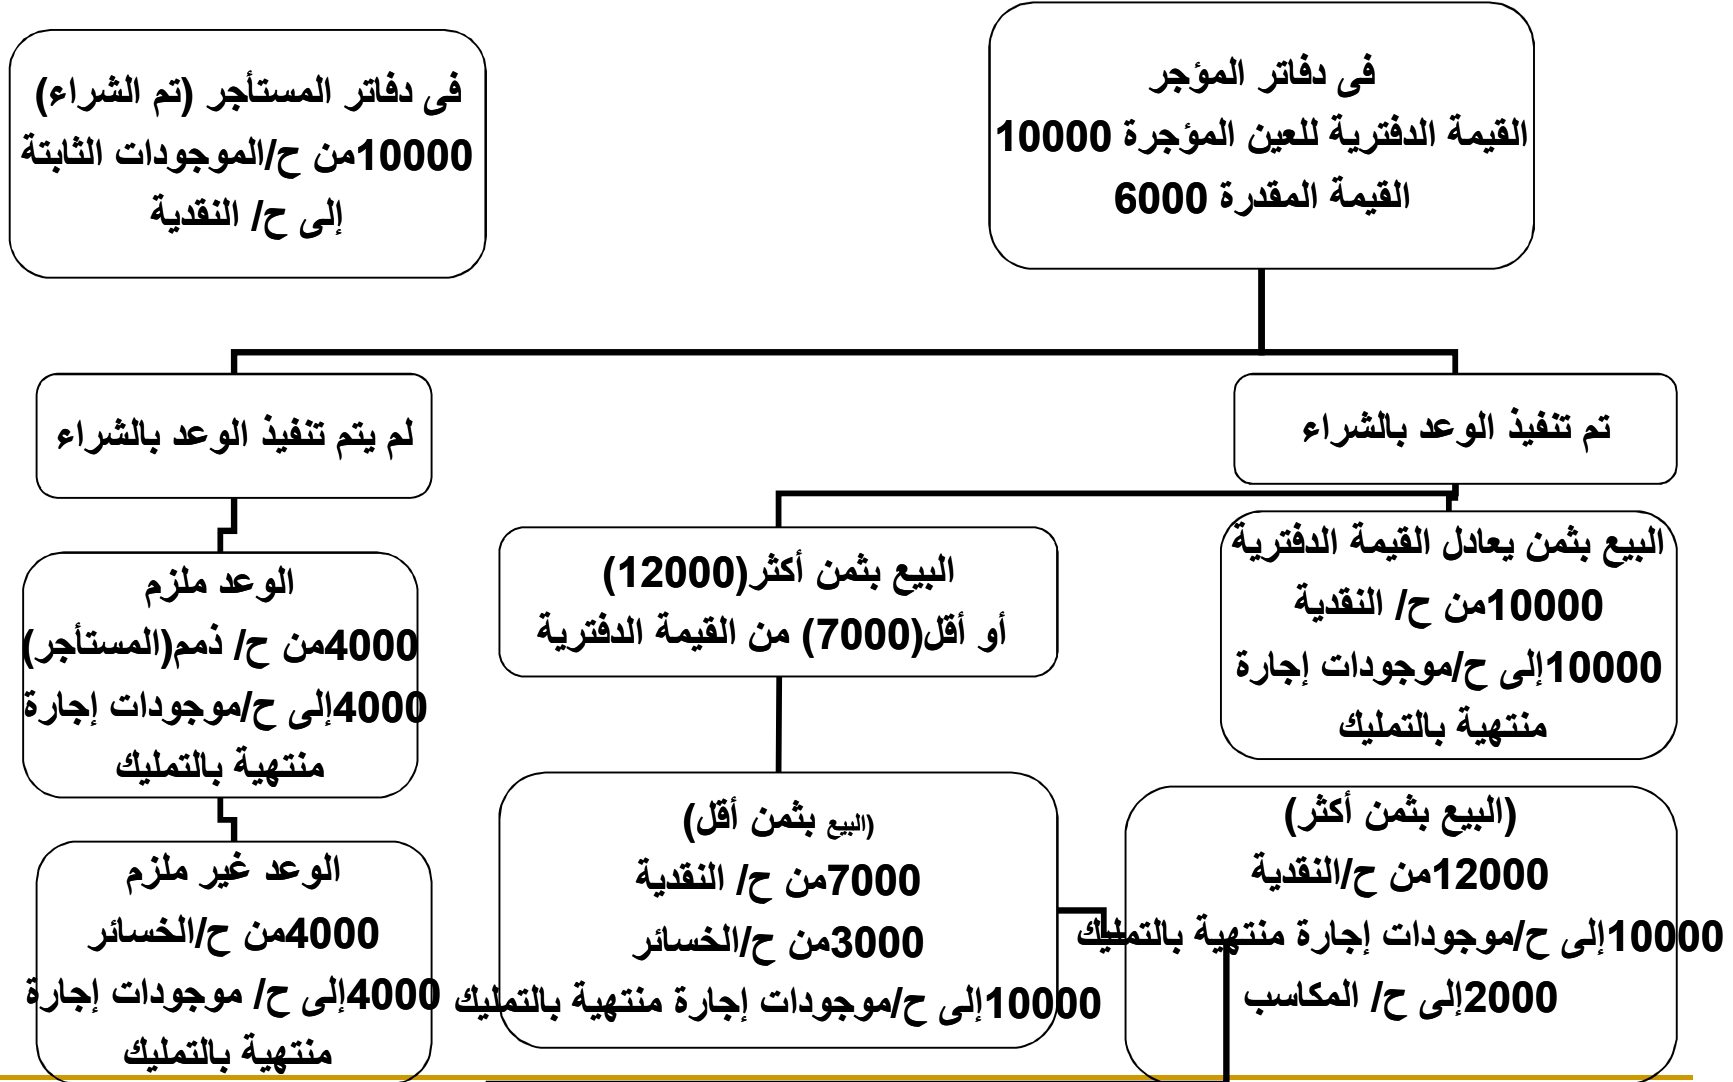 فى دفاتر المؤجر
القيمة الدفترية للعين المؤجرة 10000
القيمة المقدرة 6000
فى دفاتر المستأجر (تم الشراء)
10000من ح/الموجودات الثابتة
إلى ح/ النقدية
تم تنفيذ الوعد بالشراء
لم يتم تنفيذ الوعد بالشراء
البيع بثمن يعادل القيمة الدفترية
10000من ح/ النقدية
10000إلى ح/موجودات إجارة
منتهية بالتمليك
البيع بثمن أكثر(12000)
أو أقل(7000) من القيمة الدفترية
الوعد ملزم
4000من ح/ ذمم(المستأجر)
4000إلى ح/موجودات إجارة
منتهية بالتمليك
(البيع بثمن أكثر)
12000من ح/النقدية
10000إلى ح/موجودات إجارة منتهية بالتمليك
2000إلى ح/ المكاسب
(البيع بثمن أقل)
7000من ح/ النقدية
3000من ح/الخسائر
10000إلى ح/موجودات إجارة منتهية بالتمليك
الوعد غير ملزم
4000من ح/الخسائر
4000إلى ح/ موجودات إجارة
منتهية بالتمليك